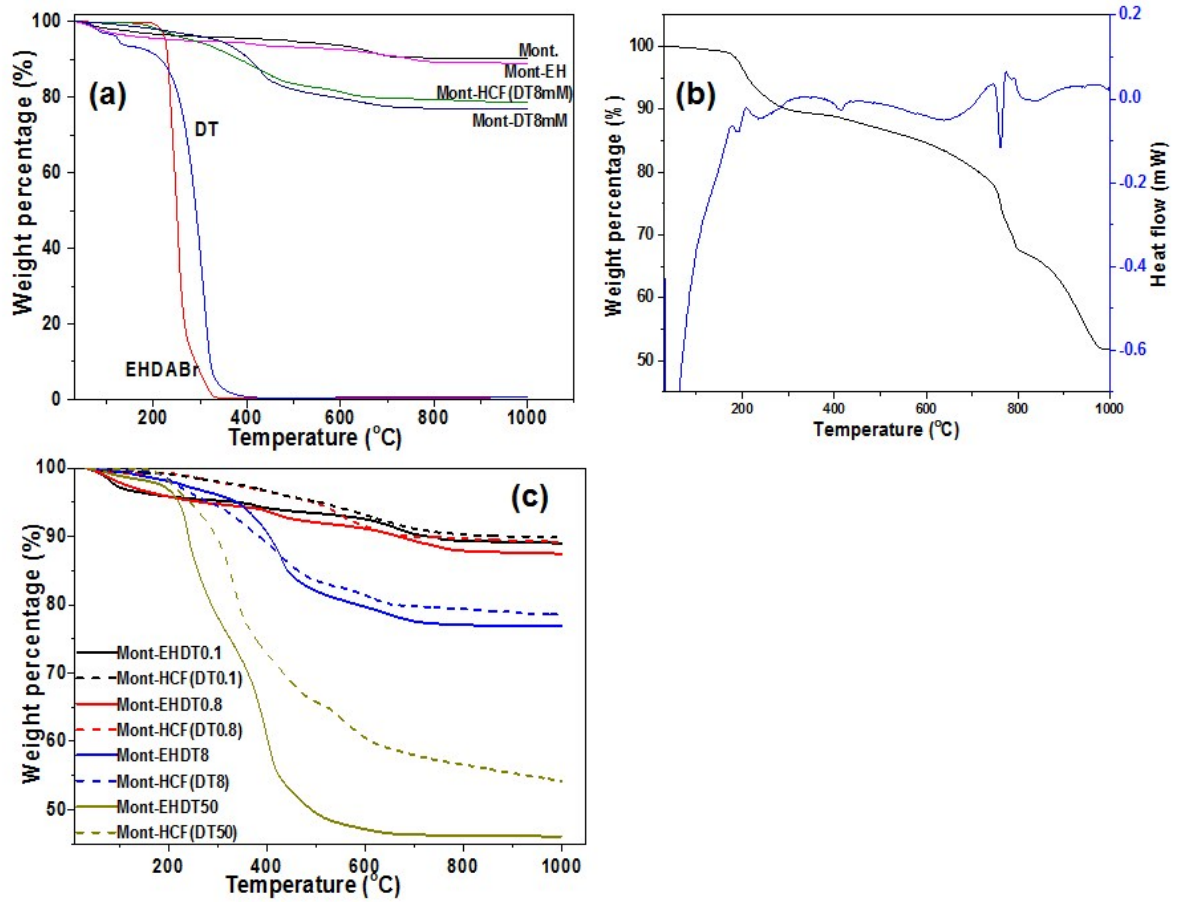 100
80
60
40
20
0
Weight percentage (%)
(a)
Mont.
Mont-EH
Mont-HCF(DT8mM)
Mont-DT8mM
DT
EHDABr
200
400
600
800
1000
Temperature (°C)
100
90
80
70
60
50
Weight percentage (% )
(b)
0.2
0.0
-0.2
-0.4
-0.6
Heat flow (mW)
200
400
600
800
1000
Temperature (°C)
100
90
80
70
60
50
Weight percentage (%)
(c)
Mont-EHDT0.1
Mont-HCF(DT0.1)
Mont-EHDT0.8
Mont-HCF(DT0.8)
Mont-EHDT8
Mont-HCF(DT8)
Mont-EHDT50
Mont-HCF(DT50)
200
400
600
800
1000
Temperature (°C)